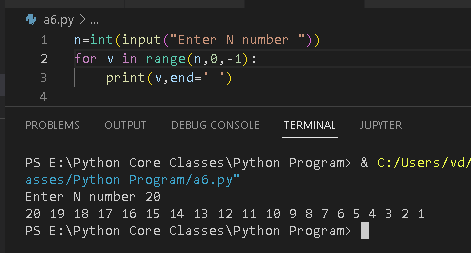 a6.py > ...
1 n=int(input("Enter N number "))
2 for v in range(n,0,-1):
3 print(v,end=' ')
4
PROBLEMS OUTPUT DEBUG CONSOLE TERMINAL JUPYTER
PS E:\Python Core Classes\Python Program> & C:/Users/vd/
asses/Python Program/a6.py"
Enter N number 20
20 19 18 17 16 15 14 13 12 11 10 9 8 7 6 5 4 3 2 1
PS E:\Python Core Classes\Python Program>